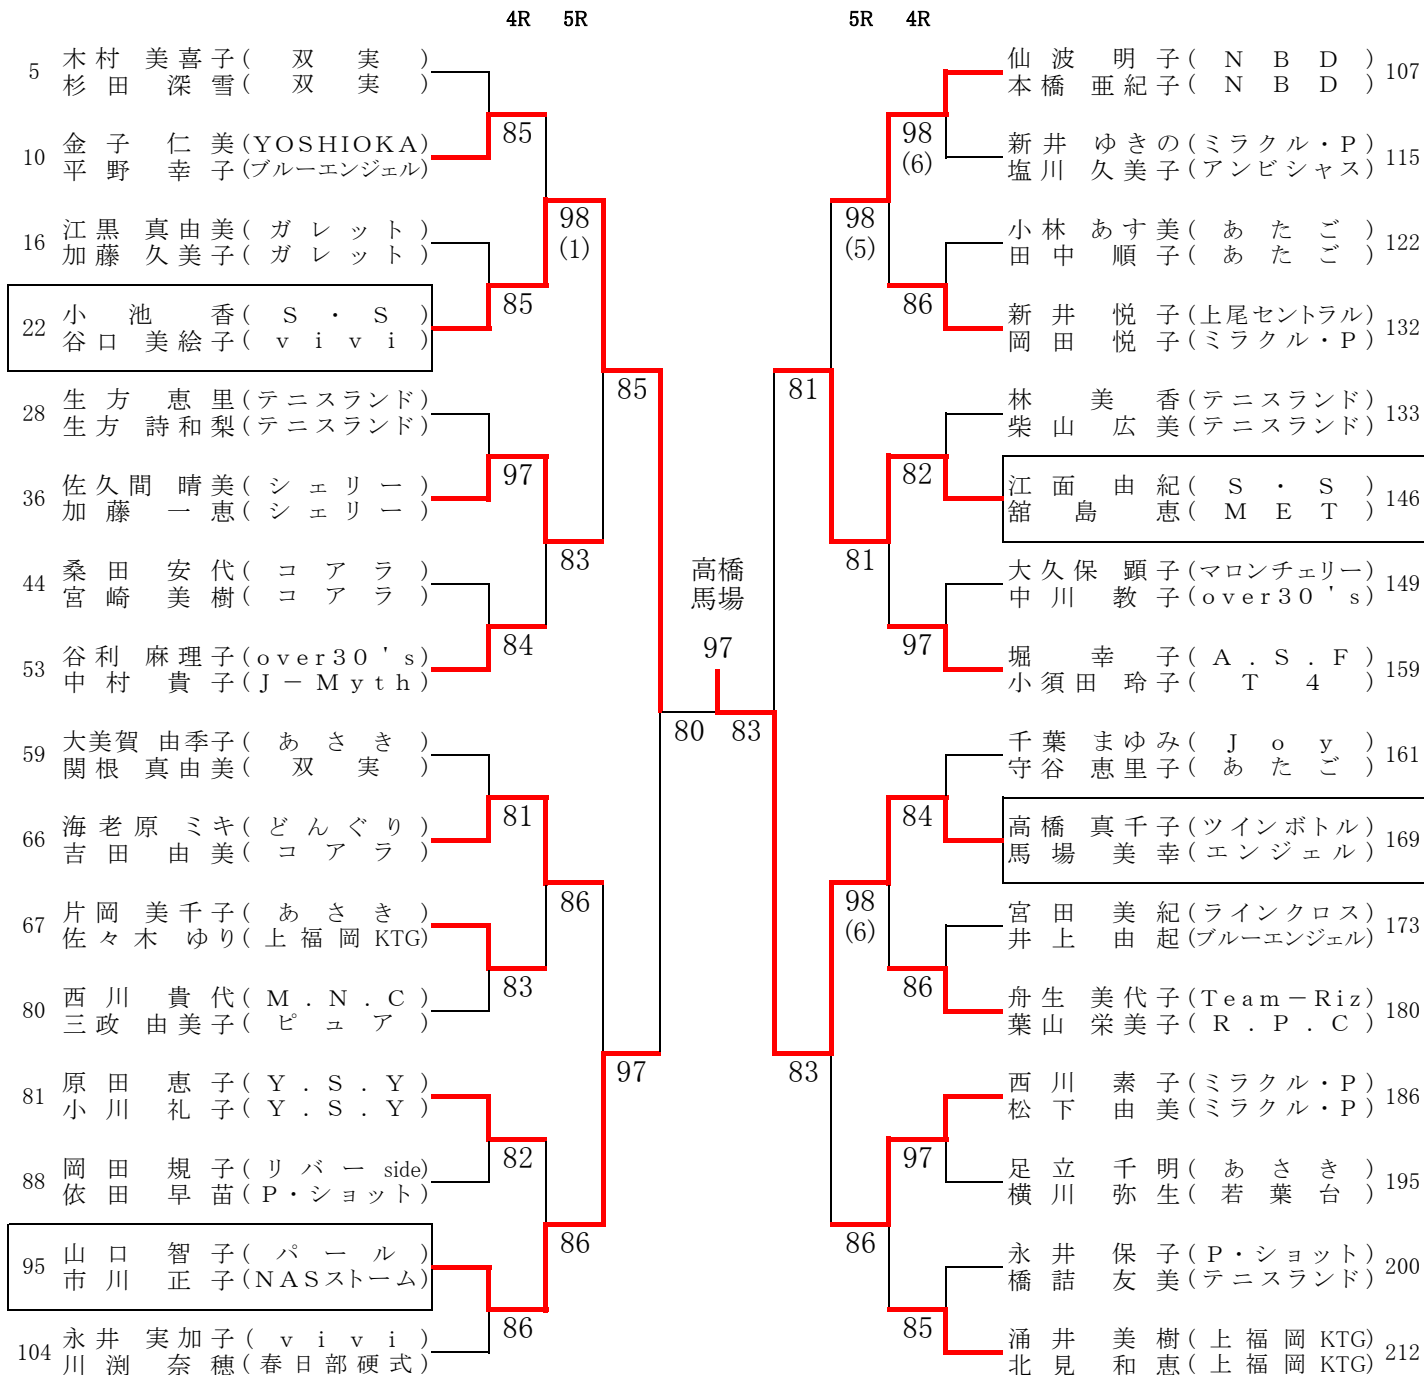 4R 5R
5R 4R
5 木村 美喜子(双実)
杉田 深雪(双実)
10 金子 仁美(YOSHIOKA)
平野 幸子(ブルーエンジェル)
85
16 江黒 真由美(ガレット)
加藤 久美子(ガレット)
98
(1)
22 小池 香(S・S)
谷口 美絵子(vivi)
85
28 生方 恵里(テニスランド)
生方 詩和梨(テニスランド)
85
36 佐久間 晴美(シェリー)
加藤 一恵(シェリー)
97
44 桑田 安代(コアラ)
宮崎 美樹(コアラ)
83
53 谷利 麻理子(over30's)
中村 貴子(J-Myth)
84
59 大美賀 由季子(あさき)
関根 真由美(双実)
80
66 海老原 ミキ(どんぐり)
吉田 由美(コアラ)
81
67 片岡 美千子(あさき)
佐々木 ゆり(上福岡KTG)
86
80 西川 貴代(M.N.C)
三政 由美子(ピュア)
83
81 原田 恵子(Y.S.Y)
小川 礼子(Y.S.Y)
97
88 岡田 規子(リバーside)
依田 早苗(P・ショット)
82
95 山口 智子(パール)
市川 正子(NASストーム)
86
104 永井 実加子(vivi)
川渕 奈穂(春日部硬式)
86
高橋
馬場
97
仙波 明子(NBD) 107
本橋 亜紀子(NBD)
98
(6)
新井 ゆきの(ミラクル・P) 115
塩川 久美子(アンビシャス)
98
(5)
小林 あす美(あたご) 122
田中 順子(あたご)
86
新井 悦子(上尾セントラル) 132
岡田 悦子(ミラクル・P)
81
林 美香(テニスランド) 133
柴山 広美(テニスランド)
82
江面 由紀(S・S) 146
舘島 恵(MET)
81
大久保 顕子(マロンチェリー) 149
中川 教子(over30's)
97
堀 幸子(A.S.F) 159
小須田 玲子(T4)
83
千葉 まゆみ(Joy) 161
守谷 恵里子(あたご)
84
高橋 真千子(ツインボトル) 169
馬場 美幸(エンジェル)
98
(6)
宮田 美紀(ラインクロス) 173
井上 由起(ブルーエンジェル)
86
舟生 美代子(Team-Riz) 180
葉山 栄美子(R.P.C)
83
西川 素子(ミラクル・P) 186
松下 由美(ミラクル・P)
97
足立 千明(あさき) 195
横川 弥生(若葉台)
86
永井 保子(P・ショット) 200
橋詰 友美(テニスランド)
85
涌井 美樹(上福岡KTG) 212
北見 和恵(上福岡KTG)